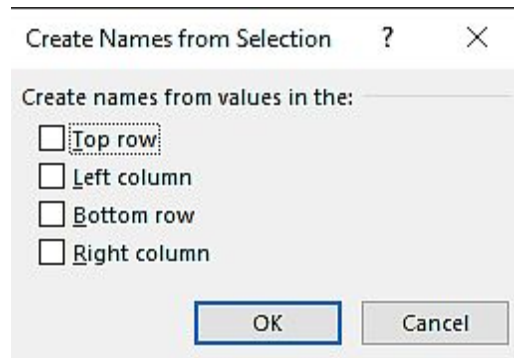 Create Names from Selection ? ×
Create names from values in the:
Top row
Left column
Bottom row
Right column
OK Cancel